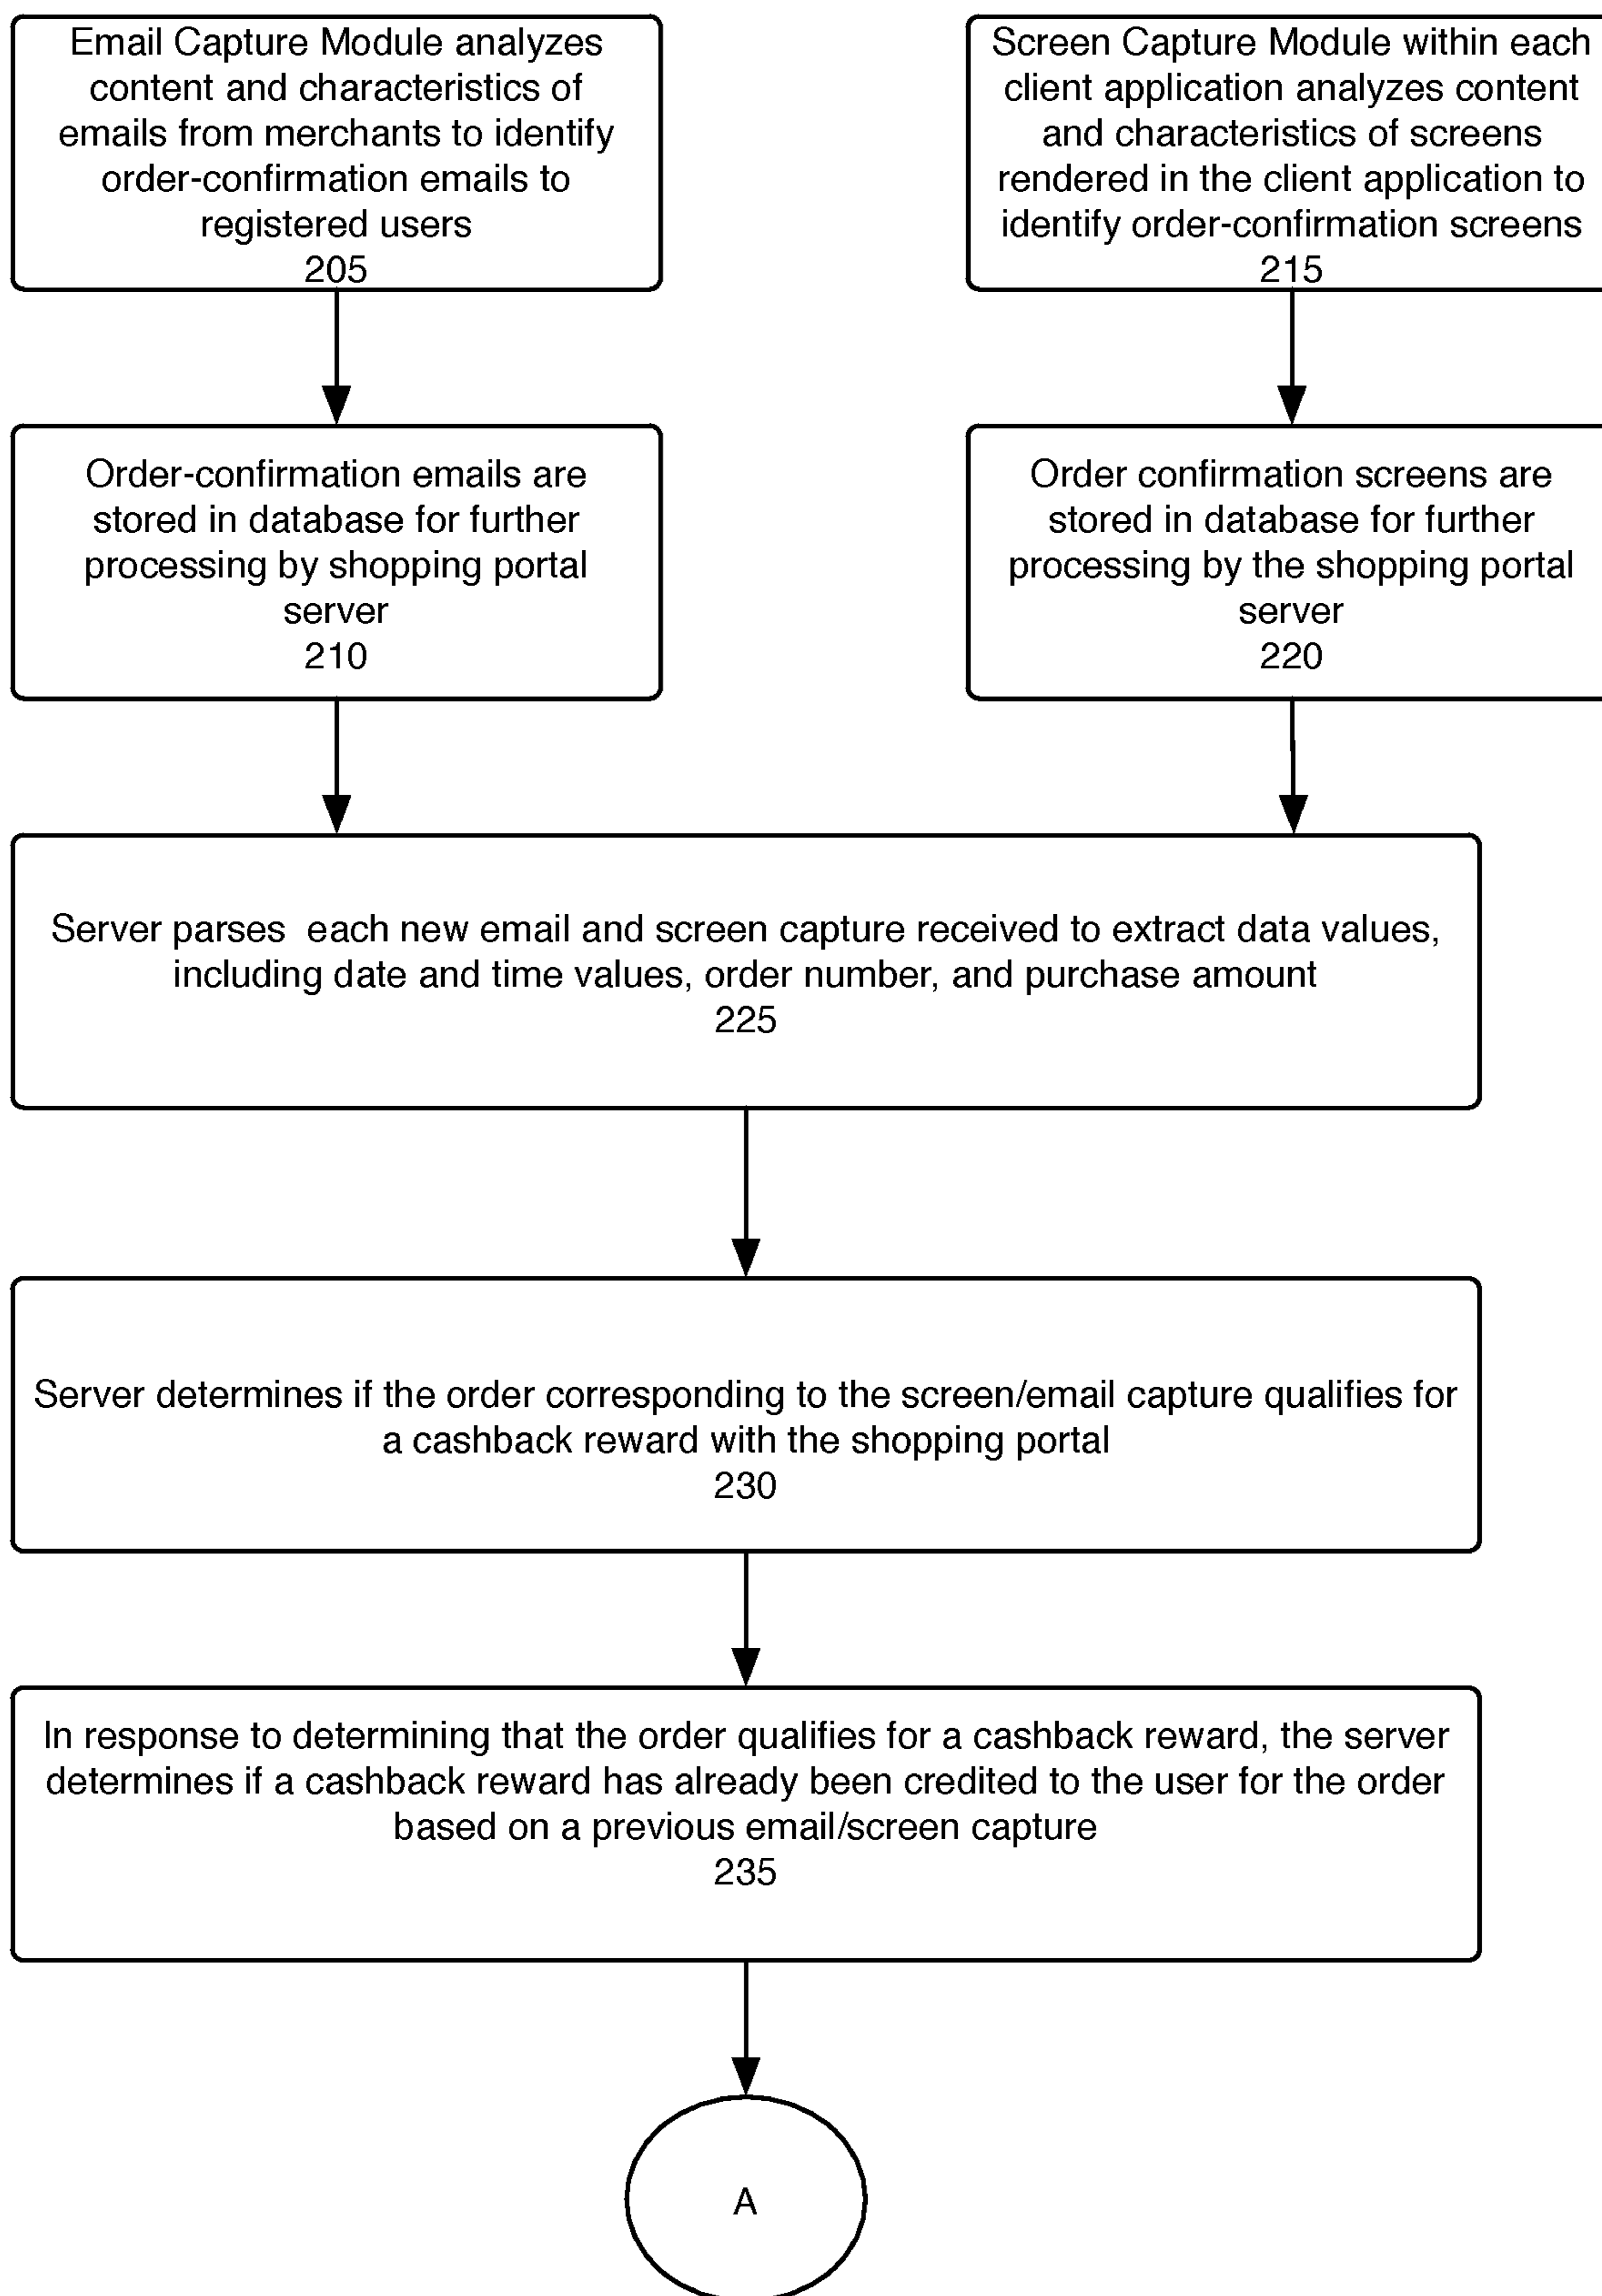 Email Capture Module analyzes
content and characteristics of
emails from merchants to identify
order-confirmation emails to
registered users
205
Screen Capture Module within each
client application analyzes content
and characteristics of screens
rendered in the client application to
identify order-confirmation screens
215
Order-confirmation emails are
stored in database for further
processing by shopping portal
server
210
Order confirmation screens are
stored in database for further
processing by the shopping portal
server
220
Server parses  each new email and screen capture received to extract data values,
including date and time values, order number, and purchase amount
225
Server determines if the order corresponding to the screen/email capture qualifies for
a cashback reward with the shopping portal
230
In response to determining that the order qualifies for a cashback reward, the server
determines if a cashback reward has already been credited to the user for the order
based on a previous email/screen capture
235
A